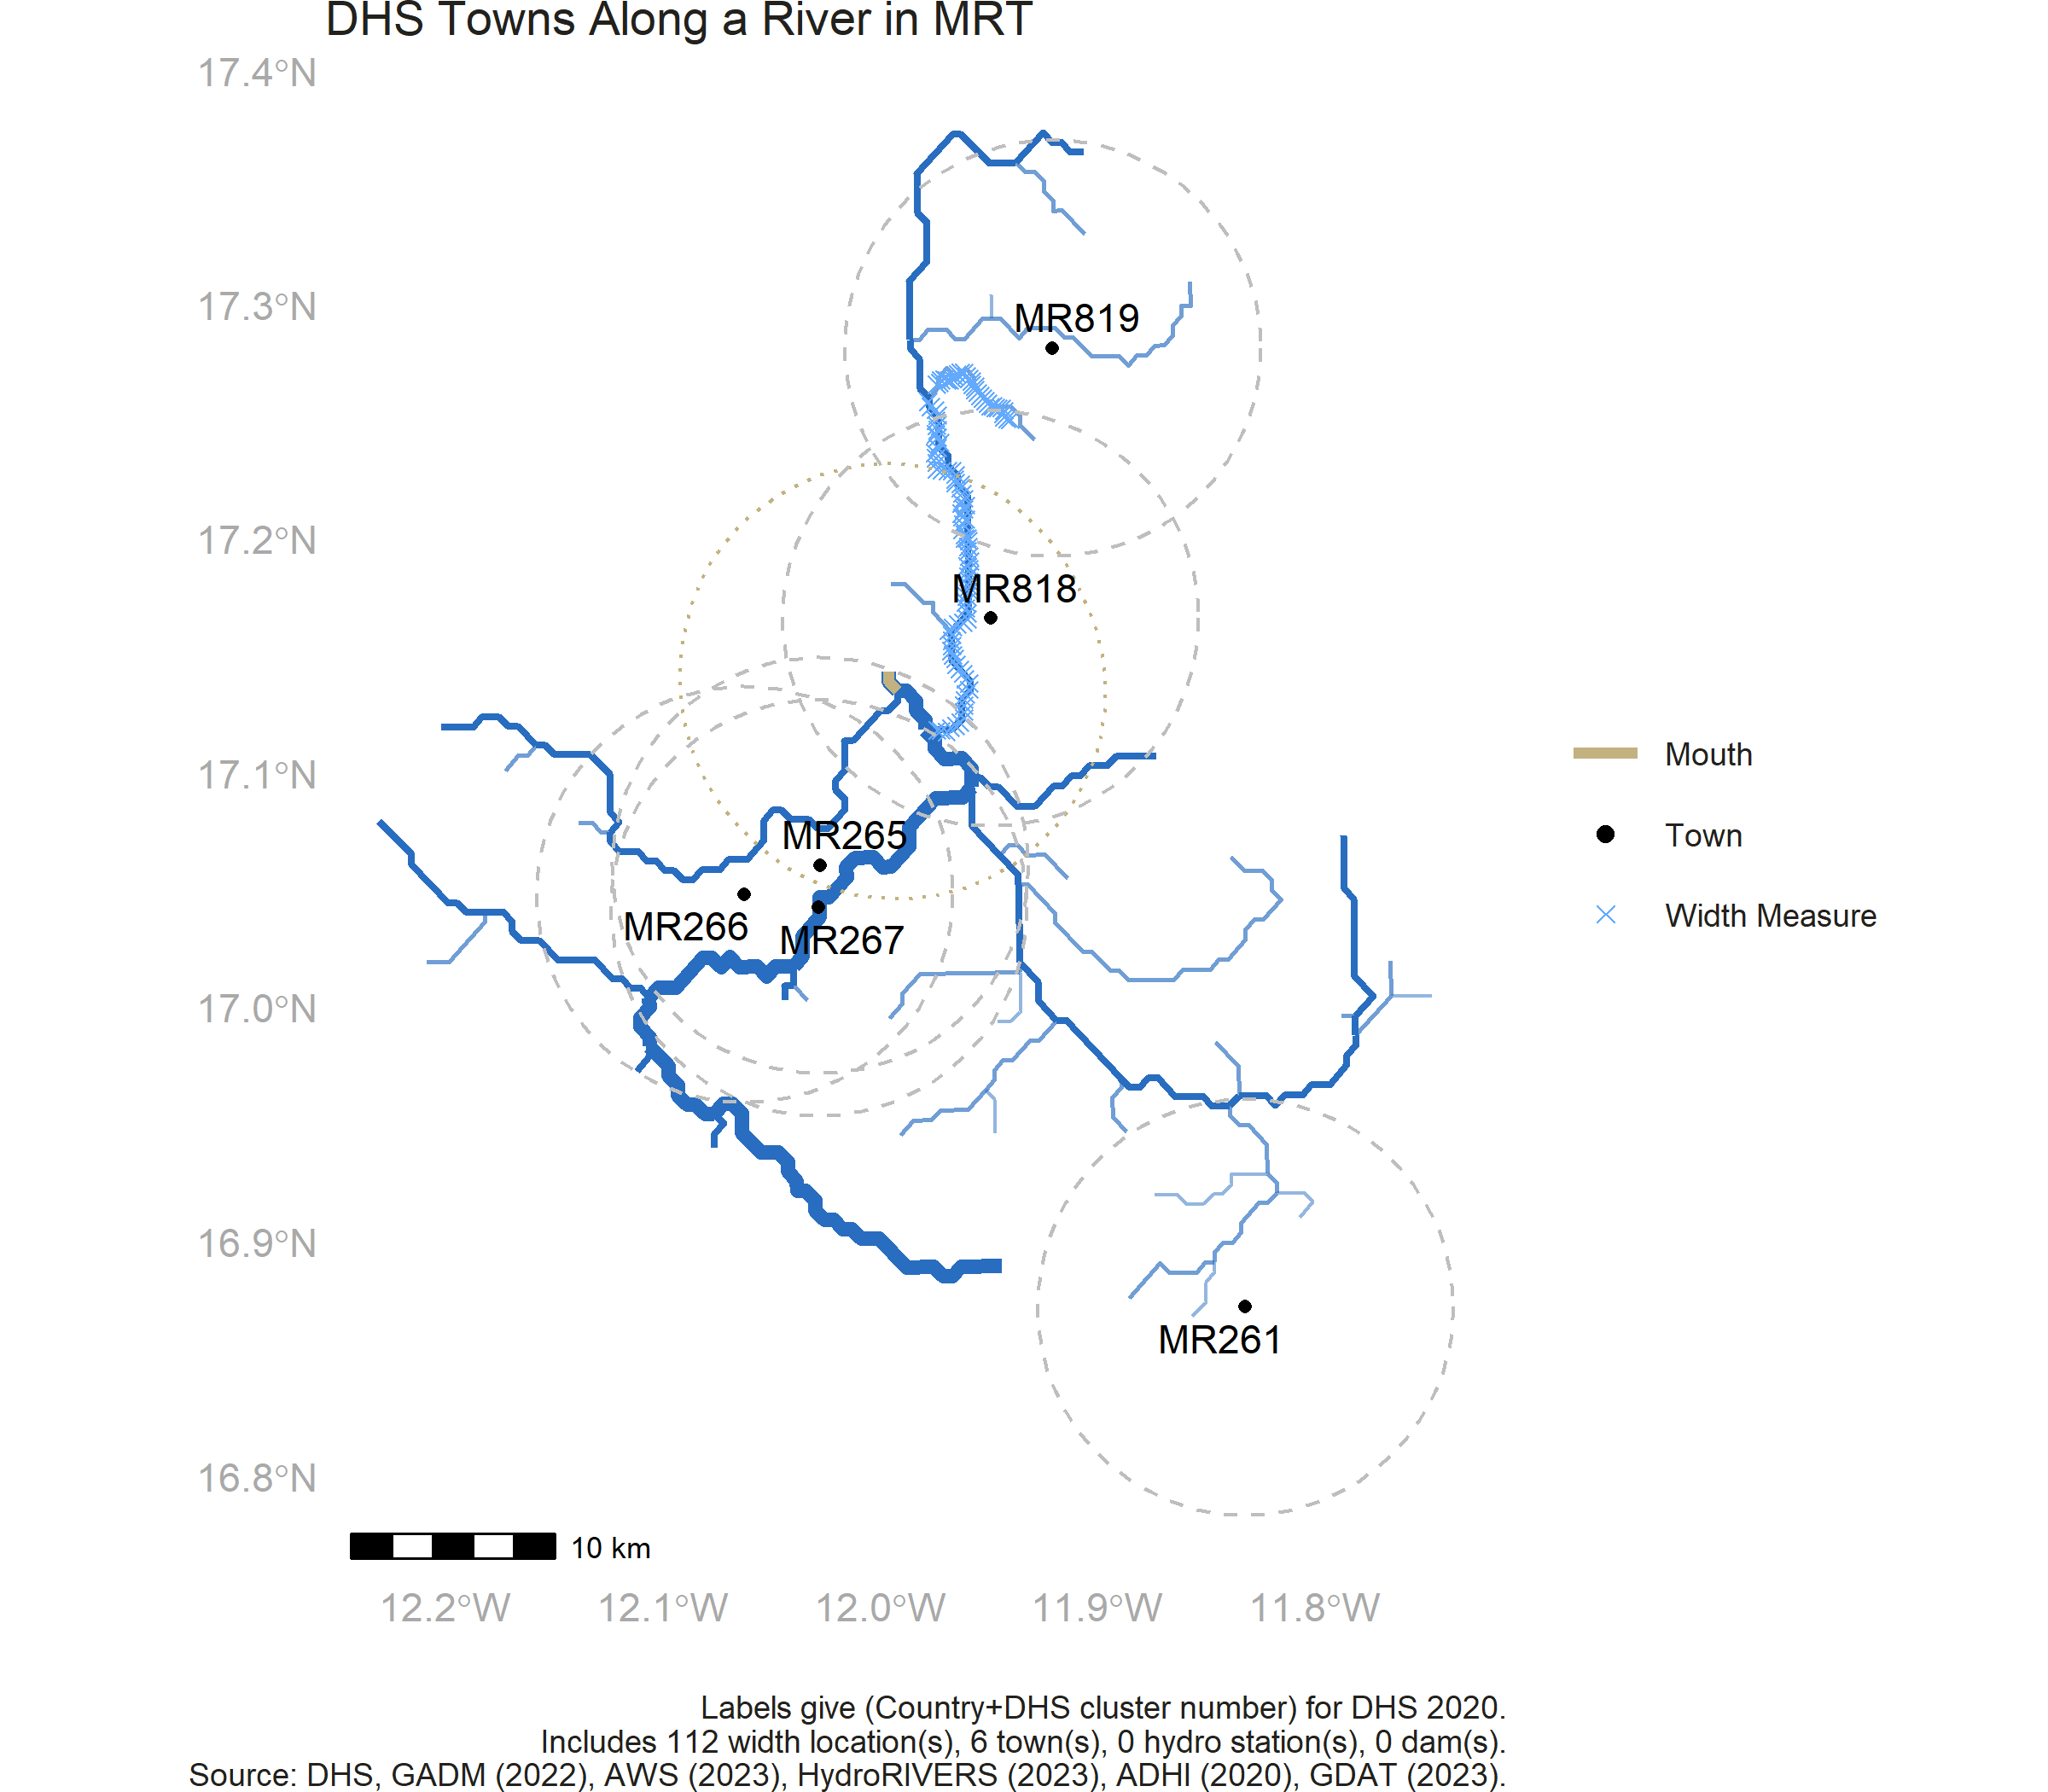 DHS Towns Along a River in MRT
17.4°N
17.3°N
17.2°N
17.1°N
17.0°N
16.9°N
16.8°N
MR819
MR818
MR265
MR266
MR267
MR261
Mouth
Town
Width Measure
10 km
12.2°W
12.1°W
12.0°W
11.9°W
11.8°W
Labels give (Country+DHS cluster number) for DHS 2020.
Includes 112 width location(s), 6 town(s), 0 hydro station(s), 0 dam(s).
Source: DHS, GADM (2022), AWS (2023), HydroRIVERS (2023), ADHI (2020), GDAT (2023).